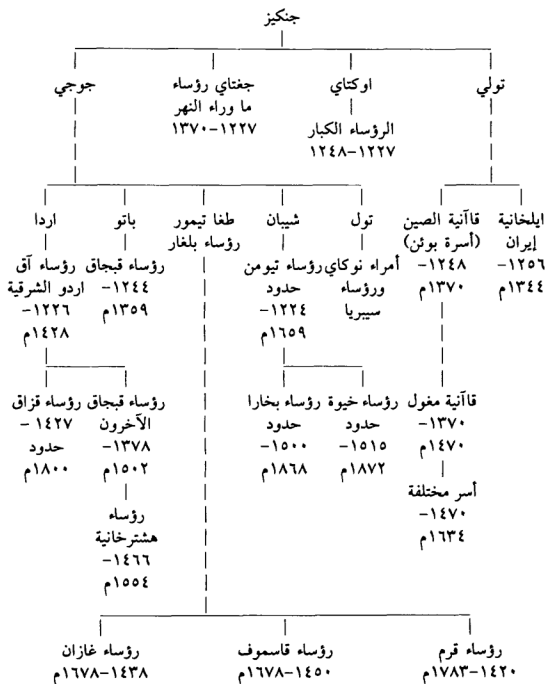 جنكيز
جوجي
جغتاي رؤساء
ما وراء النهر
١٢٢٧-١٣٧٠
اوكتاي
الرؤساء الكبار
١٢٢٧-١٢٤٨
تولي
ايلخانية
إيران
١٢٥٦-
١٣٤٤م
قاآنية الصين
(أسرة بوئن)
١٢٤٨-
١٣٧٠م
تول
أمراء نوكاي
ورؤساء
سيبريا
شيبان
رؤساء تيومن
حدود
١٢٢٤-
١٦٥٩م
طغا تيمور
رؤساء بلغار
باتو
رؤساء قبجاق
١٢٤٤-
١٣٥٩م
اردا
رؤساء آق
اردو الشرقية
١٢٢٦-
١٤٢٨م
قاآنية مغول
١٣٧٠-
١٤٧٠م
أسر مختلفة
١٤٧٠-
١٦٣٤م
رؤساء خيوة
حدود
١٥١٥-
١٨٧٢م
رؤساء بخارا
حدود
١٥٠٠-
١٨٦٨م
رؤساء قبجاق
الآخرون
١٣٧٨-
١٥٠٢م
رؤساء
هشترخانية
١٤٦٦-
١٥٥٤م
رؤساء قزاق
١٤٢٧-
حدود
١٨٠٠م
رؤساء قرم
١٤٢٠-١٧٨٣م
رؤساء قاسموف
١٤٥٠-١٦٧٨م
رؤساء غازان
١٤٣٨-١٦٧٨م